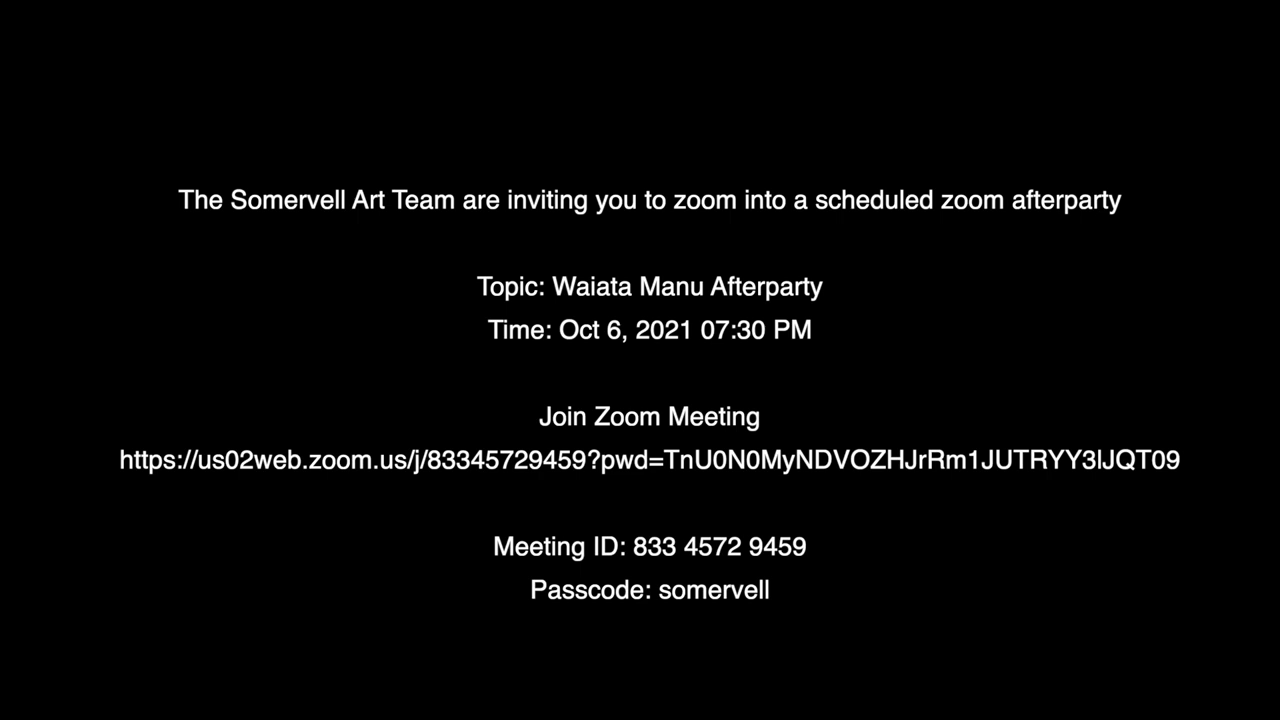 The Somervell Art Team are inviting you to zoom into a scheduled zoom afterparty
Topic: Waiata Manu Afterparty
Time: Oct 6, 2021 07:30 PM
Join Zoom Meeting
https://us02web.zoom.us/j/83345729459?pwd=TnU0N0MyNDVOZHJrRm1JUTRYY3lJQT09
Meeting ID: 833 4572 9459
Passcode: somervell